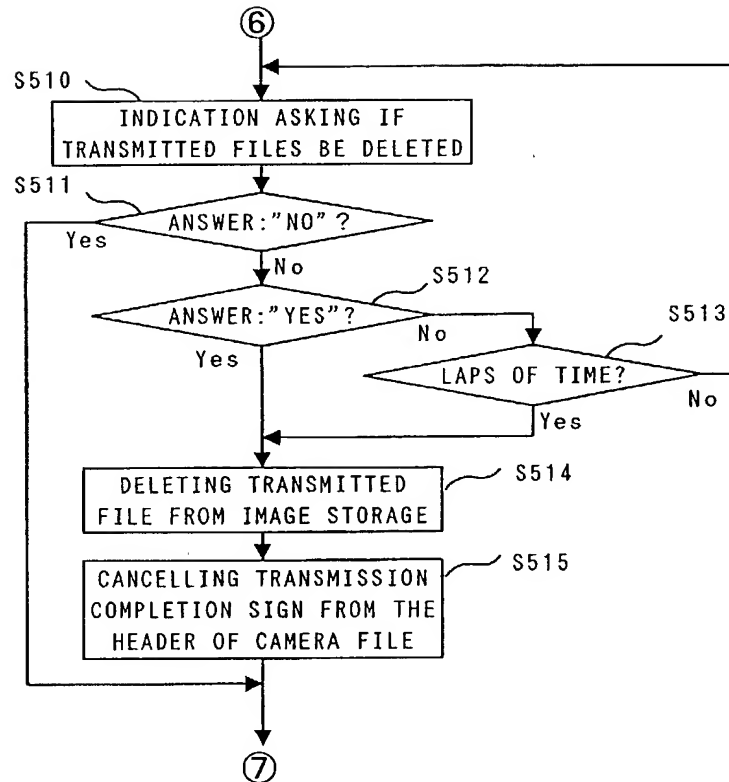 ⑥
S510
INDICATION ASKING IF
TRANSMITTED FILES BE DELETED
S511
ANSWER:"NO"?
Yes
No
S512
ANSWER:"YES"?
No
Yes
S513
LAPS OF TIME?
No
Yes
S514
DELETING TRANSMITTED
FILE FROM IMAGE STORAGE
S515
CANCELLING TRANSMISSION
COMPLETION SIGN FROM THE
HEADER OF CAMERA FILE
⑦